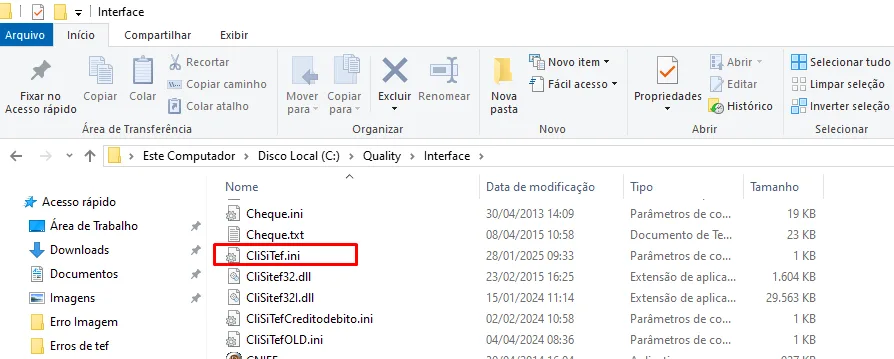 Interface
Arquivo Início Compartilhar Exibir
Fixar no Acesso rápido
Copiar
Colar
Recortar
Copiar caminho
Colar atalho
Área de Transferência
Mover para
Copiar para
Excluir
Renomear
Organizar
Nova pasta
Novo item
Fácil acesso
Novo
Propriedades
Abrir
Editar
Histórico
Abrir
Selecionar tudo
Limpar seleção
Inverter seleção
Selecionar
Este Computador > Disco Local (C:) > Quality > Interface >
Acesso rápido
Área de Trabalho
Downloads
Documentos
Imagens
Erro Imagem
Erros de tef
Nome Data de modificação Tipo Tamanho
Cheque.ini 30/04/2013 14:09 Parâmetros de co... 19 KB
Cheque.txt 08/04/2015 10:58 Documento de Te... 23 KB
CliSiTef.ini 28/01/2025 09:33 Parâmetros de co... 1 KB
CliSitef32.dll 23/02/2015 16:25 Extensão de aplica... 1.604 KB
CliSitef32I.dll 15/01/2024 11:14 Extensão de aplica... 29.563 KB
CliSiTefCreditodebito.ini 02/02/2024 10:58 Parâmetros de co... 1 KB
CliSiTefOLD.ini 04/04/2024 08:36 Parâmetros de co... 1 KB